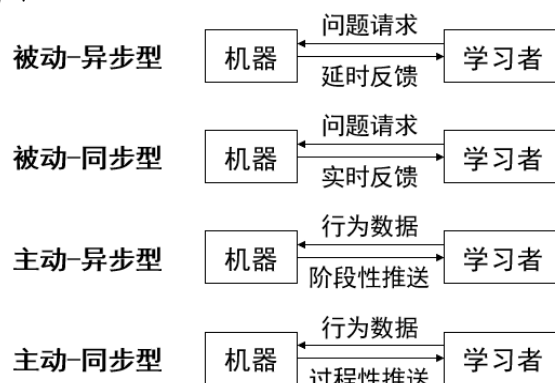 问题请求
被动-异步型 机器 学习者
延时反馈
问题请求
被动-同步型 机器 学习者
实时反馈
行为数据
主动-异步型 机器 学习者
阶段性推送
行为数据
主动-同步型 机器 学习者
过程性推送